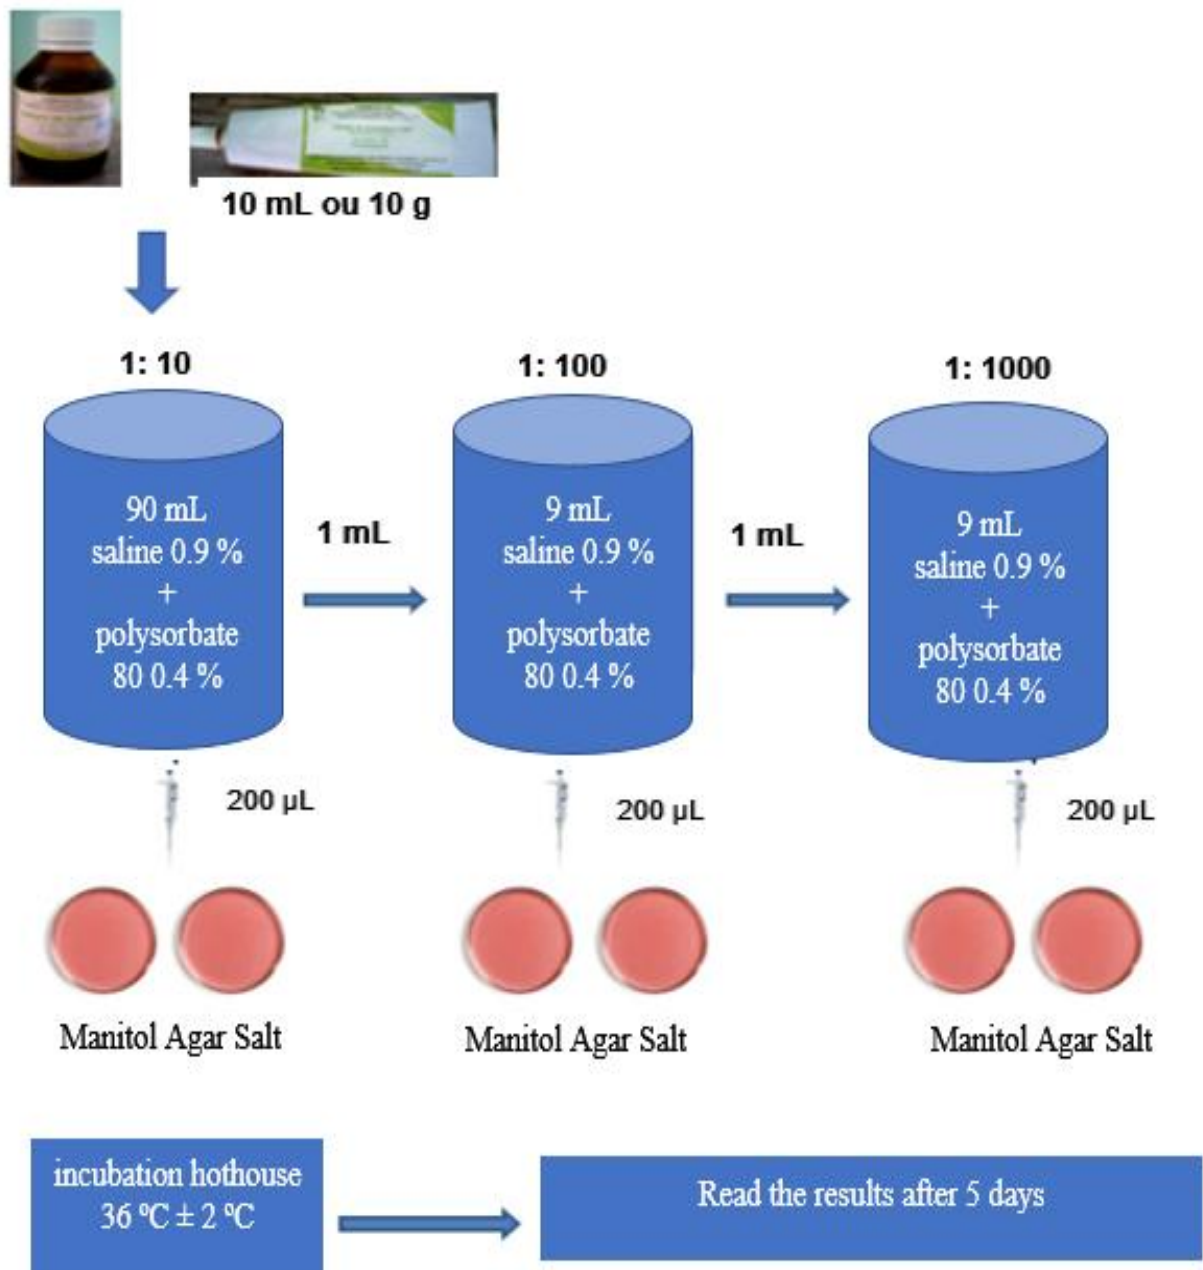 10 mL ou 10 g
1: 10
1: 100
1: 1000
90 mL
saline 0.9 %
+
polysorbate
80 0.4 %
1 mL
9 mL
saline 0.9 %
+
polysorbate
80 0.4 %
1 mL
9 mL
saline 0.9 %
+
polysorbate
80 0.4 %
200 µL
200 µL
200 µL
Manitol Agar Salt
Manitol Agar Salt
Manitol Agar Salt
incubation hothouse
36 ºC ± 2 ºC
Read the results after 5 days